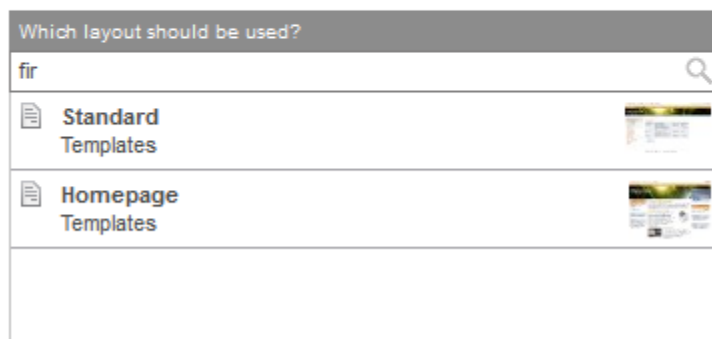 Which layout should be used?
fir
Standard
Templates
Homepage
Templates